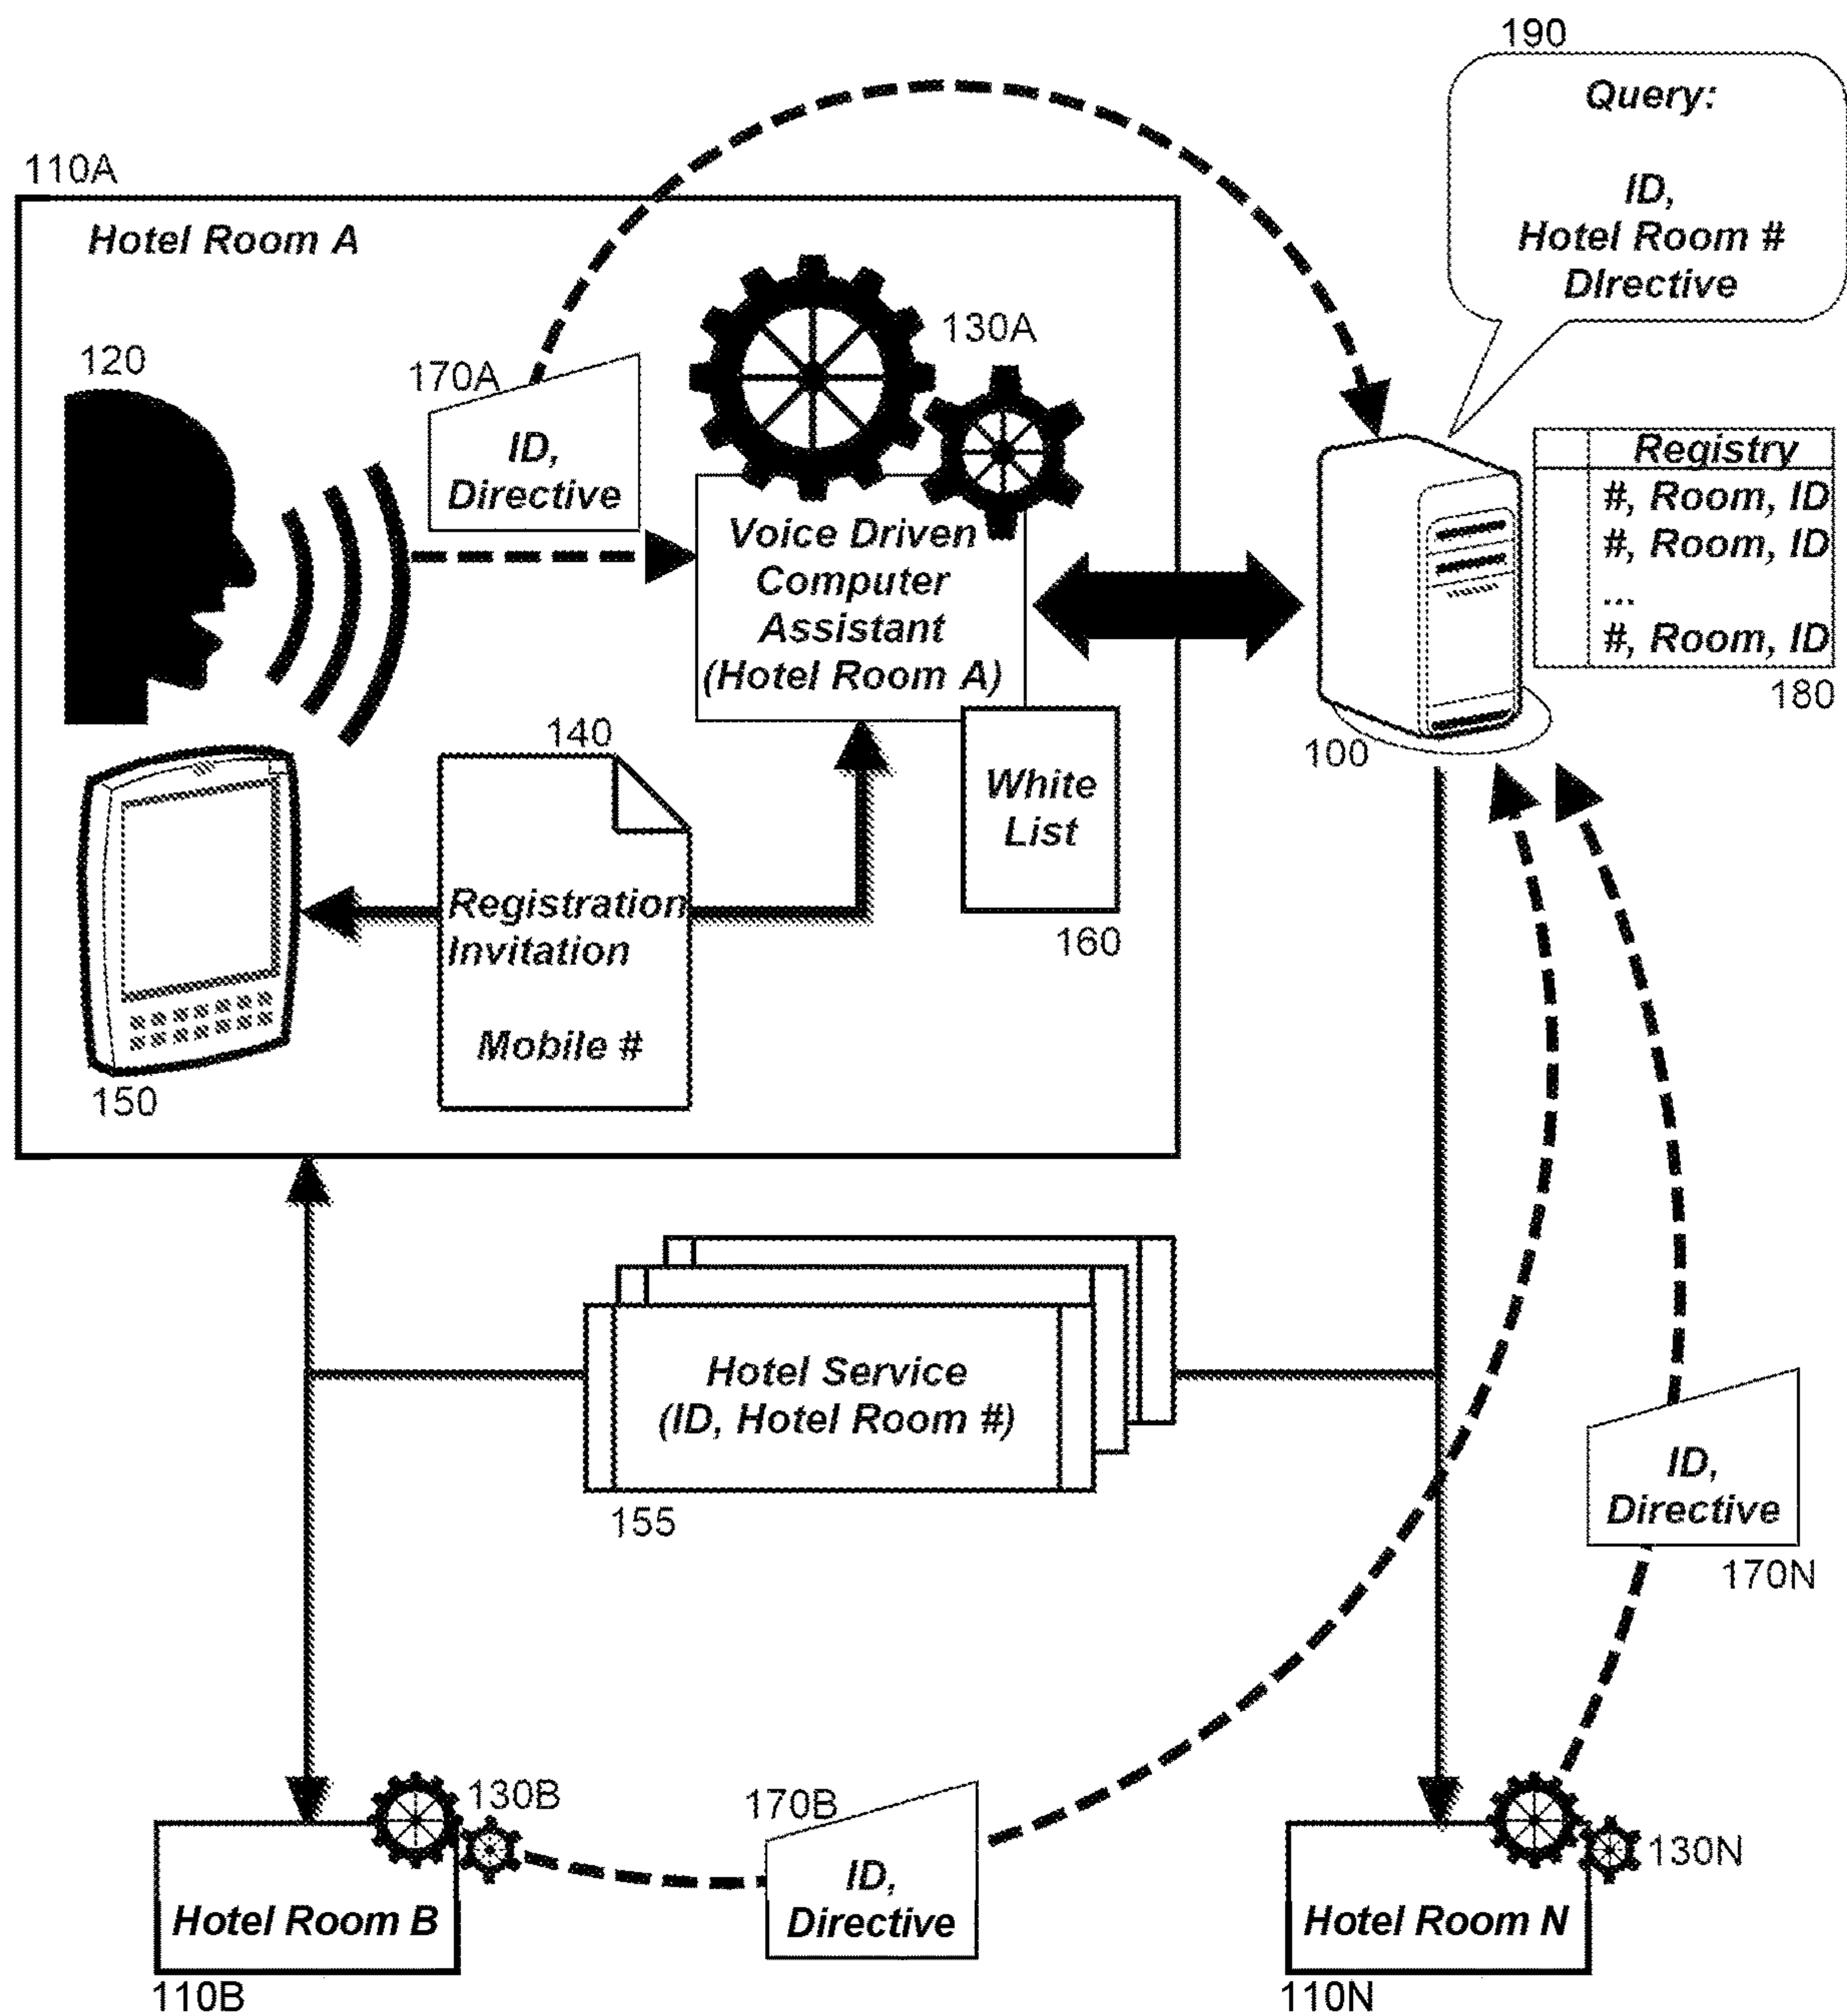 190
Query:
ID,
Hotel Room #
DIrective
110A
Hotel Room A
120
170A
ID,
Directive
130A
Voice Driven
Computer
Assistant
(Hotel Room A)
Registry
#, Room, ID
#, Room, ID
...
#, Room, ID
180
100
140
White
List
160
Registration
Invitation
Mobile #
150
Hotel Service
(ID, Hotel Room #)
155
ID,
Directive
170N
130B
170B
ID,
Directive
130N
Hotel Room B
110B
Hotel Room N
110N